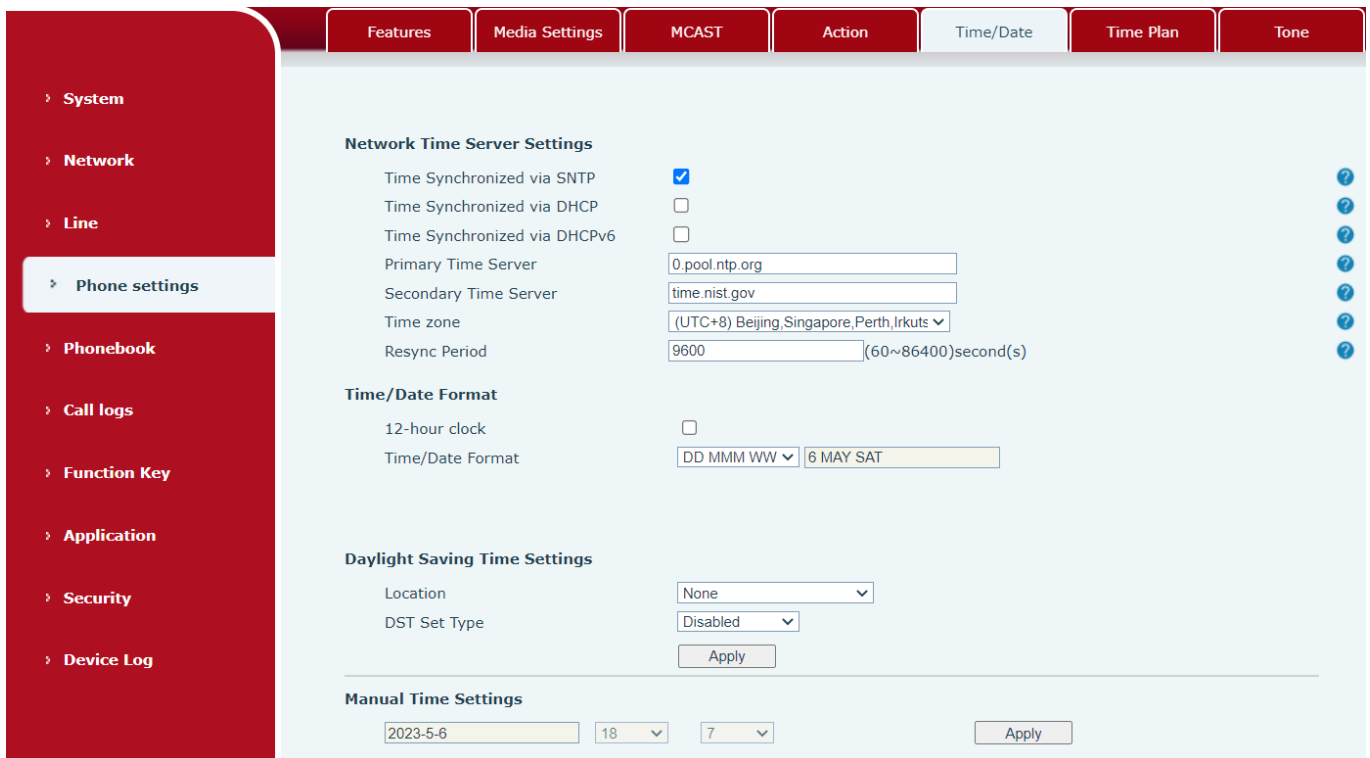 Features Media Settings MCAST Action Time/Date Time Plan Tone
System
Network
Line
Phone settings
Phonebook
Call logs
Function Key
Application
Security
Device Log
Network Time Server Settings
Time Synchronized via SNTP
Time Synchronized via DHCP
Time Synchronized via DHCPv6
Primary Time Server 0.pool.ntp.org
Secondary Time Server time.nist.gov
Time zone (UTC+8) Beijing,Singapore,Perth,Irkuts
Resync Period 9600 (60~86400)second(s)
Time/Date Format
12-hour clock
Time/Date Format DD MMM WW 6 MAY SAT
Daylight Saving Time Settings
Location None
DST Set Type Disabled
Apply
Manual Time Settings
2023-5-6 18 7 Apply